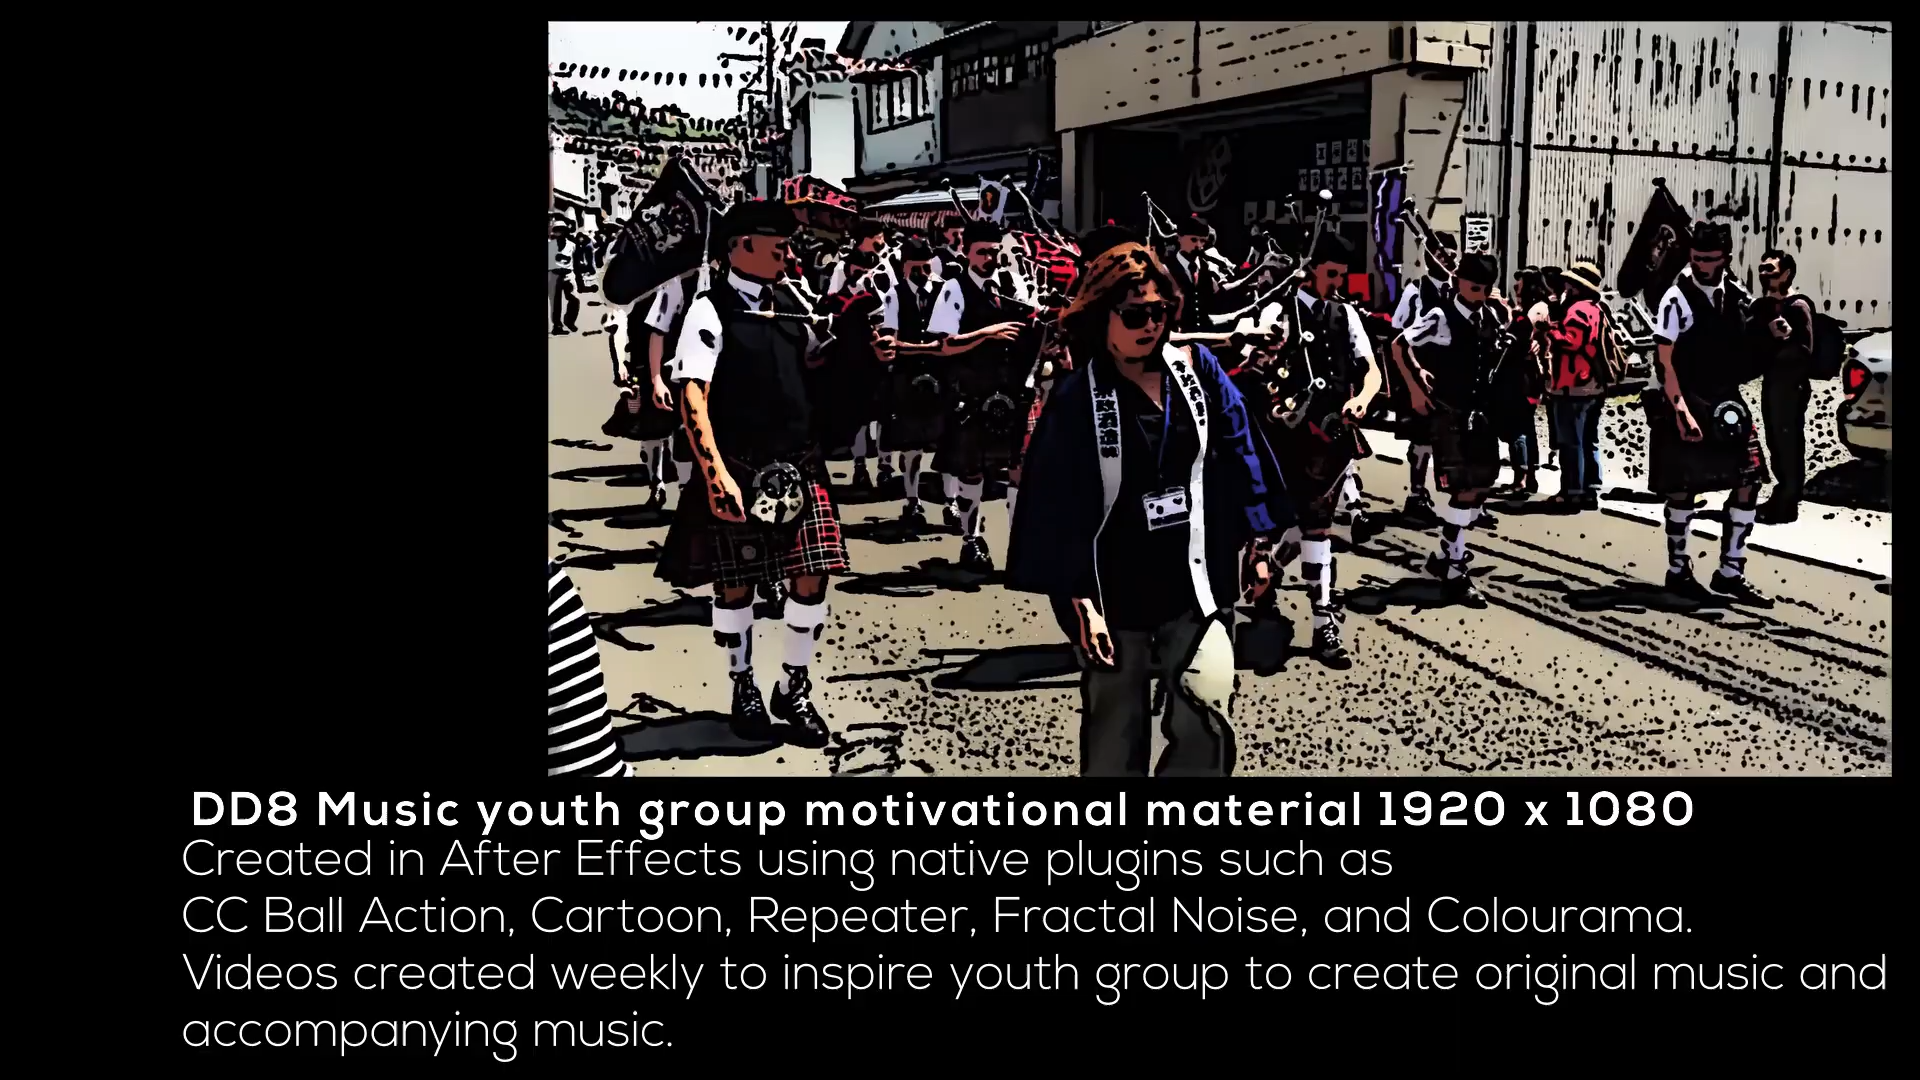 DD8 Music youth group motivational material 1920 x 1080
Created in After Effects using native plugins such as
CC Ball Action, Cartoon, Repeater, Fractal Noise, and Colourama.
Videos created weekly to inspire youth group to create original music and
accompanying music.